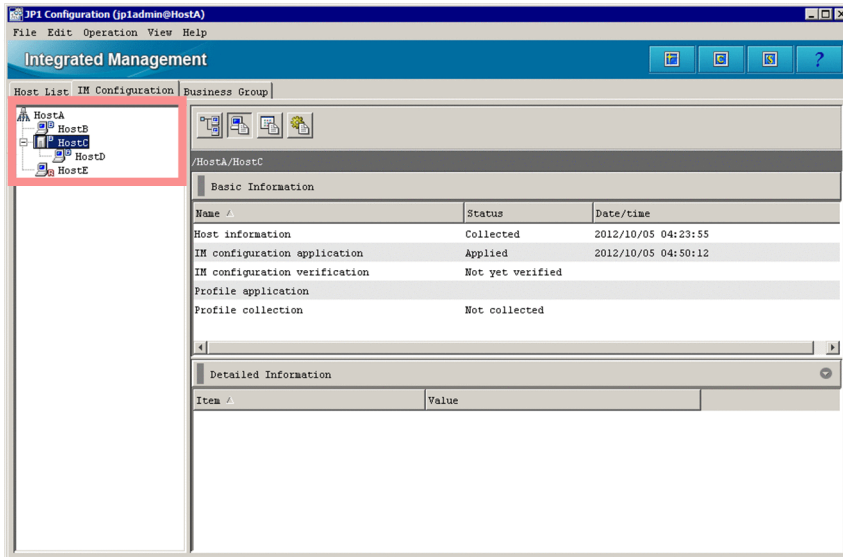 JP1 Configuration (jp1admin@HostA)
File Edit Operation View Help
Integrated Management
Host List IM Configuration Business Group
HostA
HostB
HostC
HostD
HostE
/HostA/HostC
Basic Information
Name Status Date/time
Host information Collected 2012/10/05 04:23:55
IM configuration application Applied 2012/10/05 04:50:12
IM configuration verification Not yet verified
Profile application
Profile collection Not collected
Detailed Information
Item Value